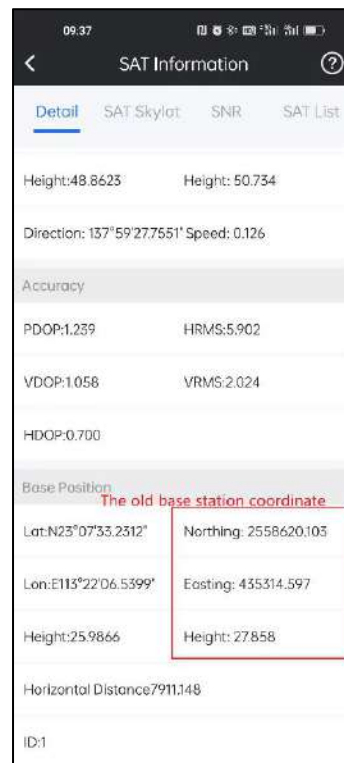 09:37
SAT Information
Detail SAT Skylot SNR SAT List
Height:48.8623 Height: 50.734
Direction: 137°59'27.7551" Speed: 0.126
Accuracy
PDOP:1.239 HRMS:5.902
VDOP:1.058 VRMS:2.024
HDOP:0.700
Base Position
The old base station coordinate
Lat:N23°07'33.2312" Northing: 2558620.103
Lon:E113°22'06.5399" Easting: 435314.597
Height:25.9866 Height: 27.858
Horizontal Distance7911.148
ID:1